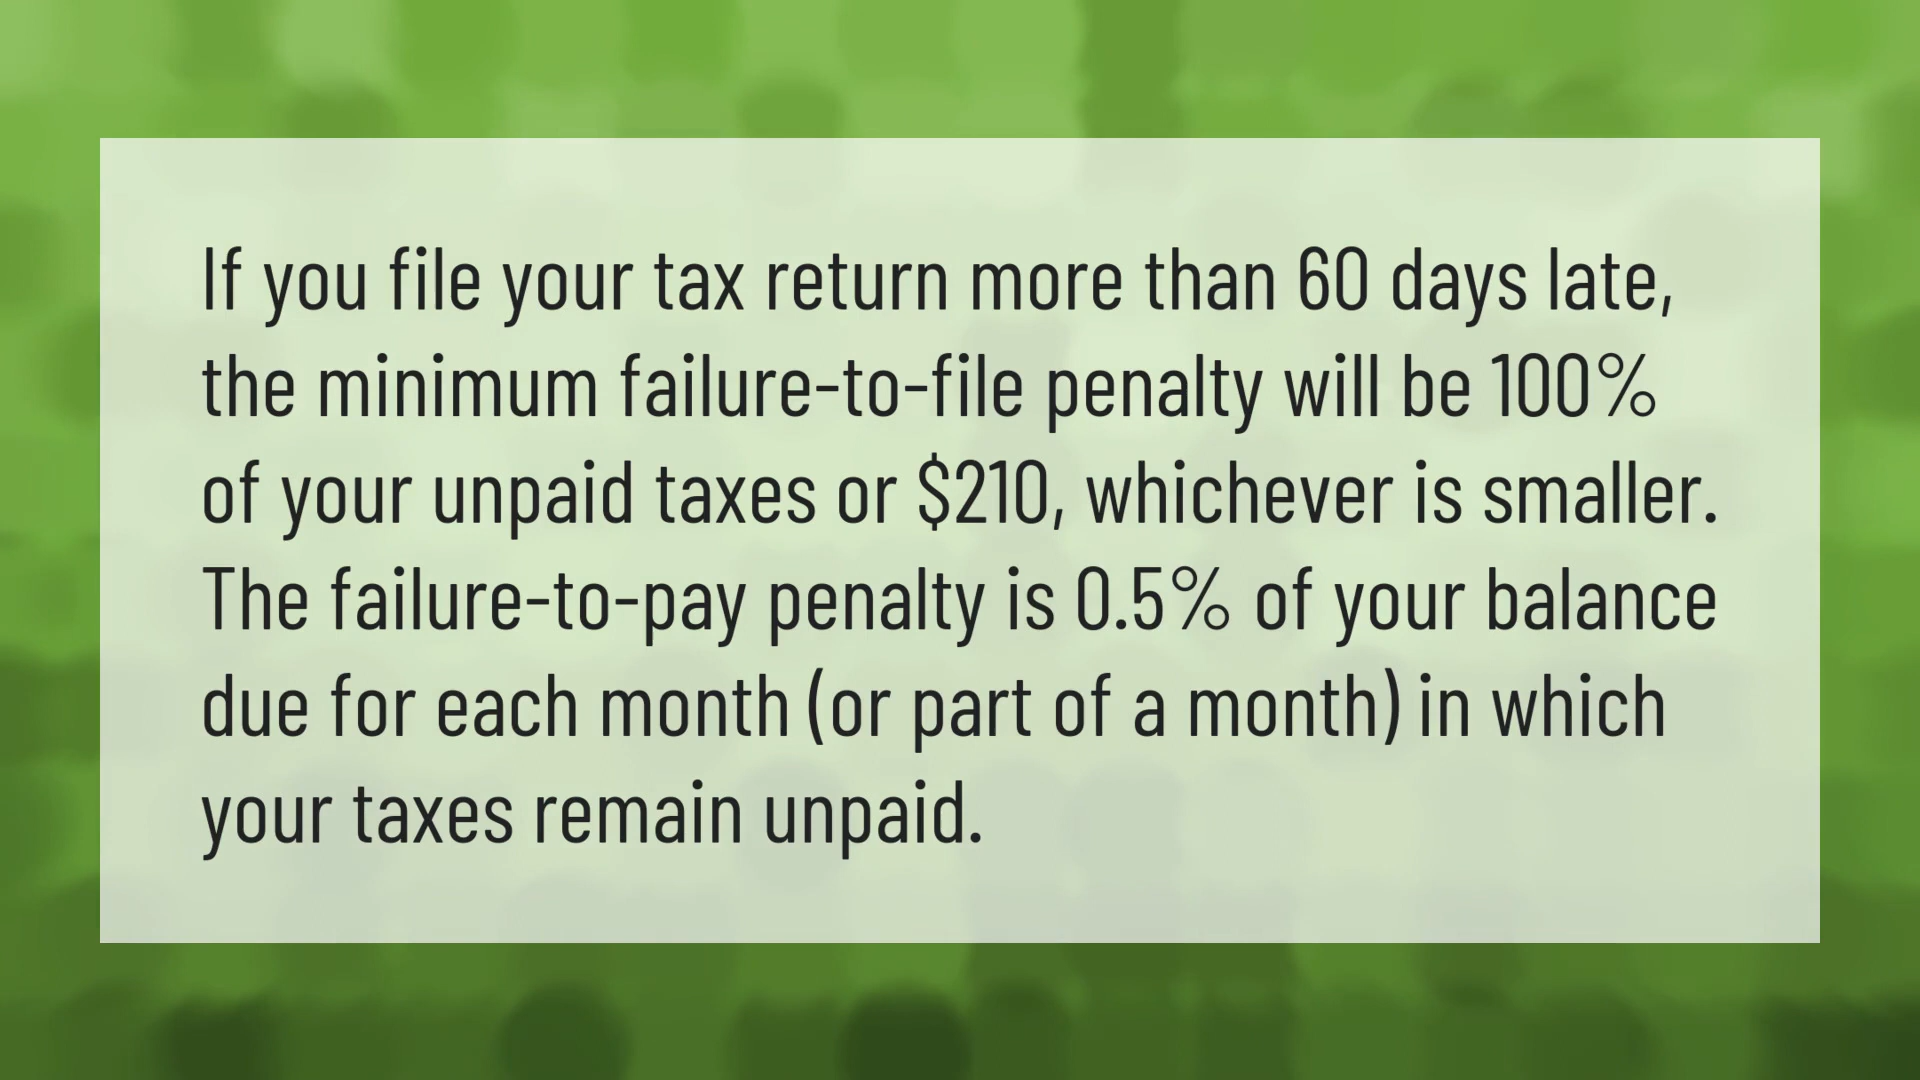 If you file your tax return more than 60 days late,
the minimum failure-to-file penalty will be 100%
of your unpaid taxes or $210, whichever is smaller.
The failure-to-pay penalty is 0.5% of your balance
due for each month (or part of a month) in which
your taxes remain unpaid.